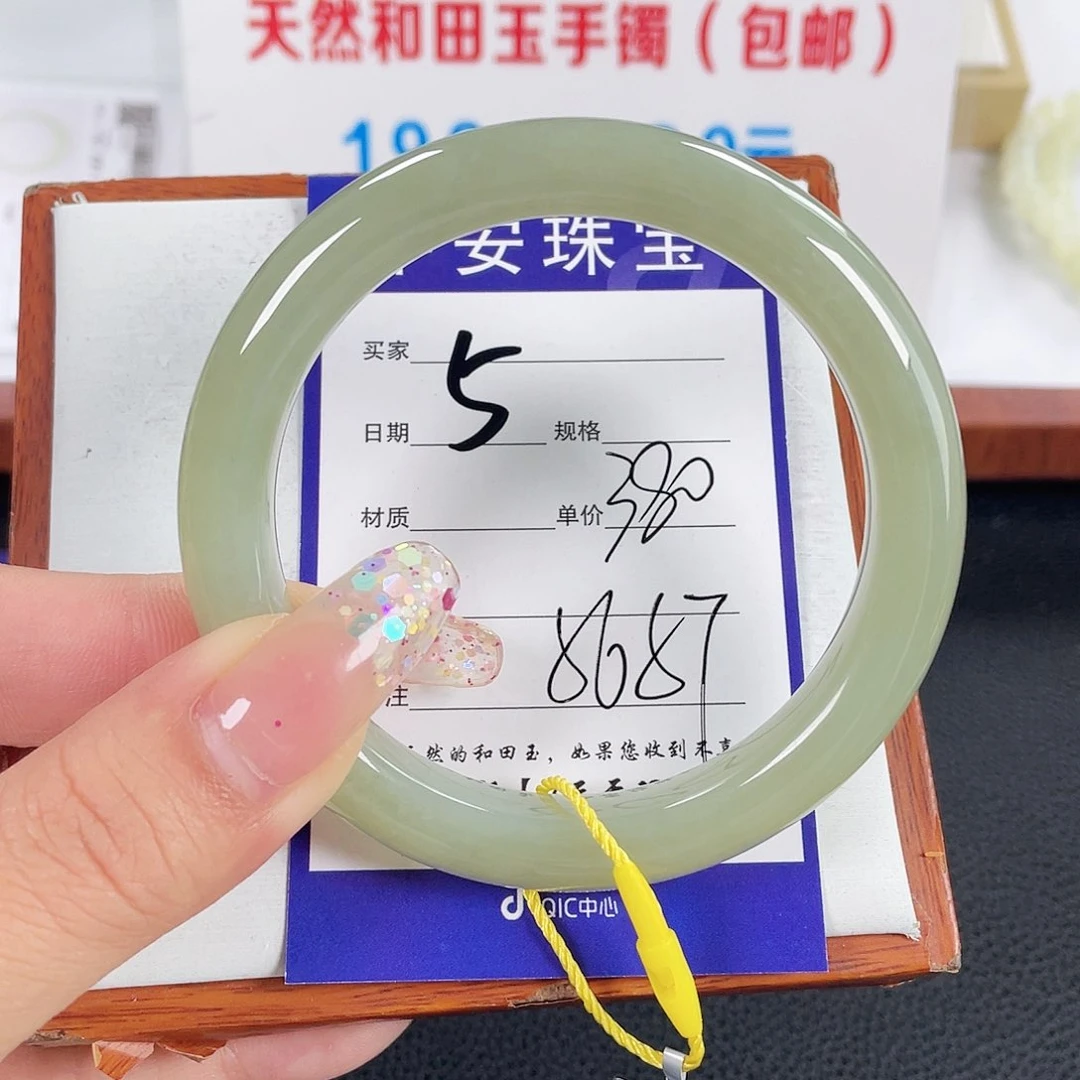 天然和田玉手镯（包邮）
安珠宝
买家
5
日期 规格
材质 单价 380
注 8687
然的和田玉，如果您收到不
QIC中心